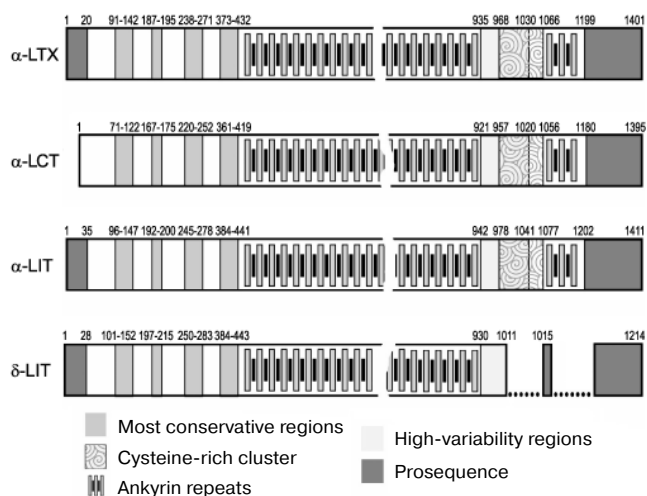 1 20 91-142 187-195 238-271 373-432 935 968 1030 1066 1199 1401
α-LTX
1 71-122 167-175 220-252 361-419 921 957 1020 1056 1180 1395
α-LCT
1 35 96-147 192-200 245-278 384-441 942 978 1041 1077 1202 1411
α-LIT
1 28 101-152 197-215 250-283 384-443 930 1011 1015 1214
δ-LIT
Most conservative regions
High-variability regions
Cysteine-rich cluster
Prosequence
Ankyrin repeats